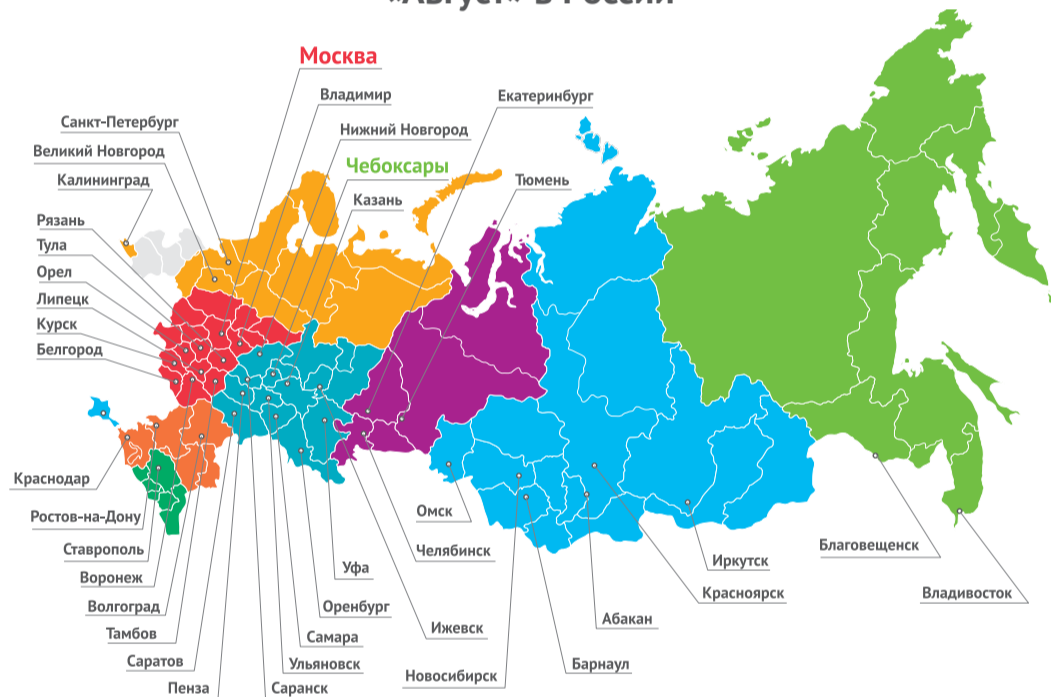 «Август» в России
Москва
Владимир
Екатеринбург
Санкт-Петербург
Нижний Новгород
Великий Новгород
Чебоксары
Калининград
Тюмень
Казань
Рязань
Тула
Орел
Липецк
Курск
Белгород
Краснодар
Ростов-на-Дону
Омск
Ставрополь
Челябинск
Благовещенск
Иркутск
Уфа
Воронеж
Красноярск
Владивосток
Волгоград
Оренбург
Абакан
Тамбов
Самара
Ижевск
Саратов
Ульяновск
Барнаул
Новосибирск
Пенза
Саранск